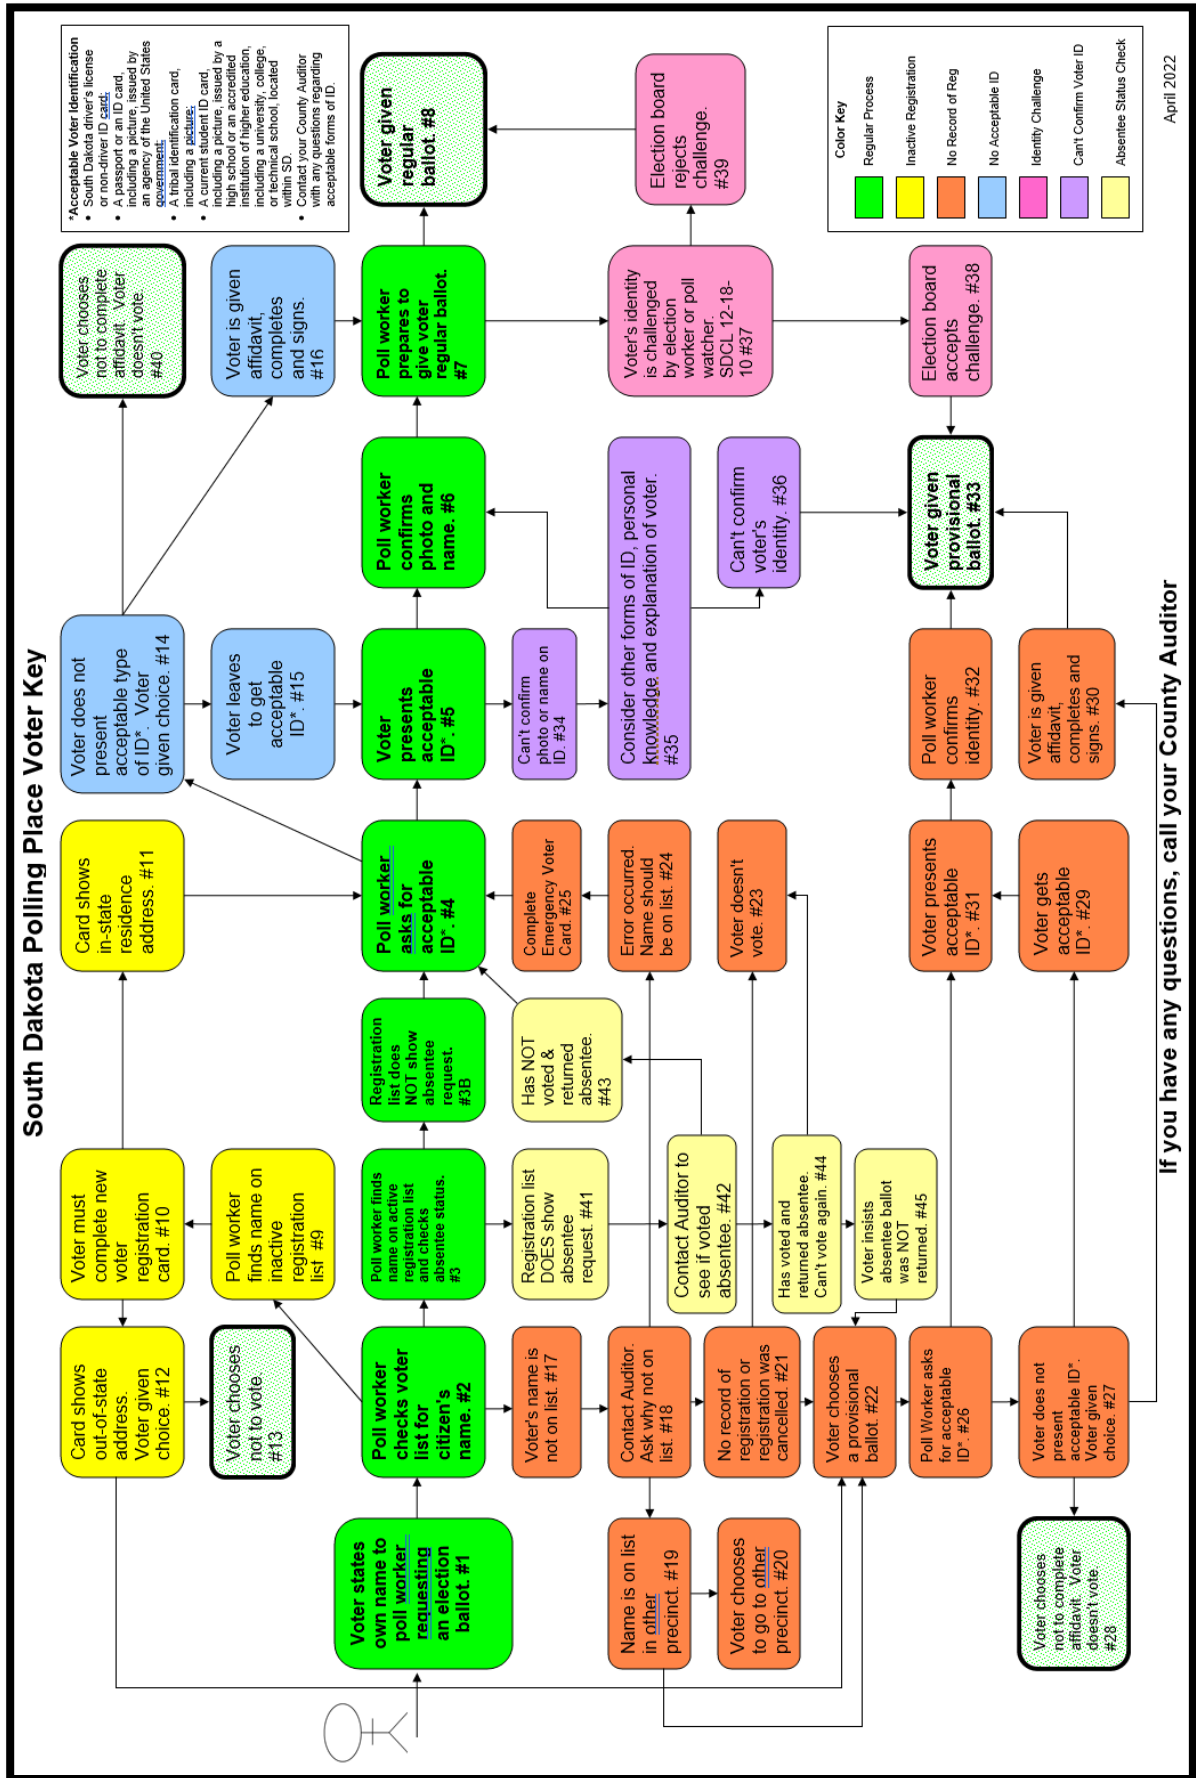 South Dakota Polling Place Voter Key
Card shows
out-of-state
address.
Voter given
choice. #12
Voter must
complete new
voter
registration
card. #10
Card shows
in-state
residence
address. #11
Voter does not
present
acceptable type
of ID*.  Voter
given choice. #14
Voter chooses
not to complete
affidavit.  Voter
doesn't vote.
#40
*Acceptable Voter Identification
• South Dakota driver's license
or non-driver ID card;
• A passport or an ID card,
including a picture, issued by
an agency of the United States
government;
• A tribal identification card,
including a picture;
• A current student ID card,
including a picture, issued by a
high school or an accredited
institution of higher education,
including a university, college,
or technical school, located
within SD.
• Contact your County Auditor
with any questions regarding
acceptable forms of ID.
Voter chooses
not to vote.
#13
Poll worker
finds name on
inactive
registration
list #9
Voter leaves
to get
acceptable
ID*. #15
Voter is given
affidavit,
completes
and signs.
#16
Voter states
own name to
poll worker
requesting
an election
ballot. #1
Poll worker
checks voter
list for
citizen's
name. #2
Poll worker finds
name on active
registration list
and checks
absentee status.
#3
Registration
list does
NOT show
absentee
request.
#3B
Poll worker
asks for
acceptable
ID*. #4
Voter
presents
acceptable
ID*. #5
Poll worker
confirms
photo and
name. #6
Poll worker
prepares to
give voter
regular ballot.
#7
Voter given
regular
ballot. #8
Voter's name is
not on list. #17
Registration list
DOES show
absentee
request. #41
Has NOT
voted &
returned
absentee.
#43
Complete
Emergency Voter
Card. #25
Can't confirm
photo or name on
ID. #34
Name is on list
in other
precinct. #19
Contact Auditor.
Ask why not on
list. #18
Contact Auditor to
see if voted
absentee. #42
Error occurred.
Name should
be on list. #24
Consider other forms of ID, personal
knowledge and explanation of voter.
#35
Voter's identity
is challenged
by election
worker or poll
watcher.
SDCL 12-18-
10 #37
Election board
rejects
challenge.
#39
Voter chooses
to go to other
precinct. #20
No record of
registration or
registration was
cancelled. #21
Has voted and
returned absentee.
Can't vote again. #44
Voter doesn't
vote. #23
Can't confirm
voter's
identity. #36
Voter chooses
a provisional
ballot. #22
Voter insists
absentee ballot
was NOT
returned. #45
Poll Worker asks
for acceptable
ID*. #26
Voter presents
acceptable
ID*. #31
Poll worker
confirms
identity. #32
Voter given
provisional
ballot. #33
Election board
accepts
challenge. #38
Voter chooses
not to complete
affidavit.  Voter
doesn't vote.
#28
Voter does not
present
acceptable ID*.
Voter given
choice. #27
Voter gets
acceptable
ID*. #29
Voter is given
affidavit,
completes and
signs. #30
Color Key
Regular Process
Inactive Registration
No Record of Reg
No Acceptable ID
Identity Challenge
Can't Confirm Voter ID
Absentee Status Check
If you have any questions, call your County Auditor
April 2022